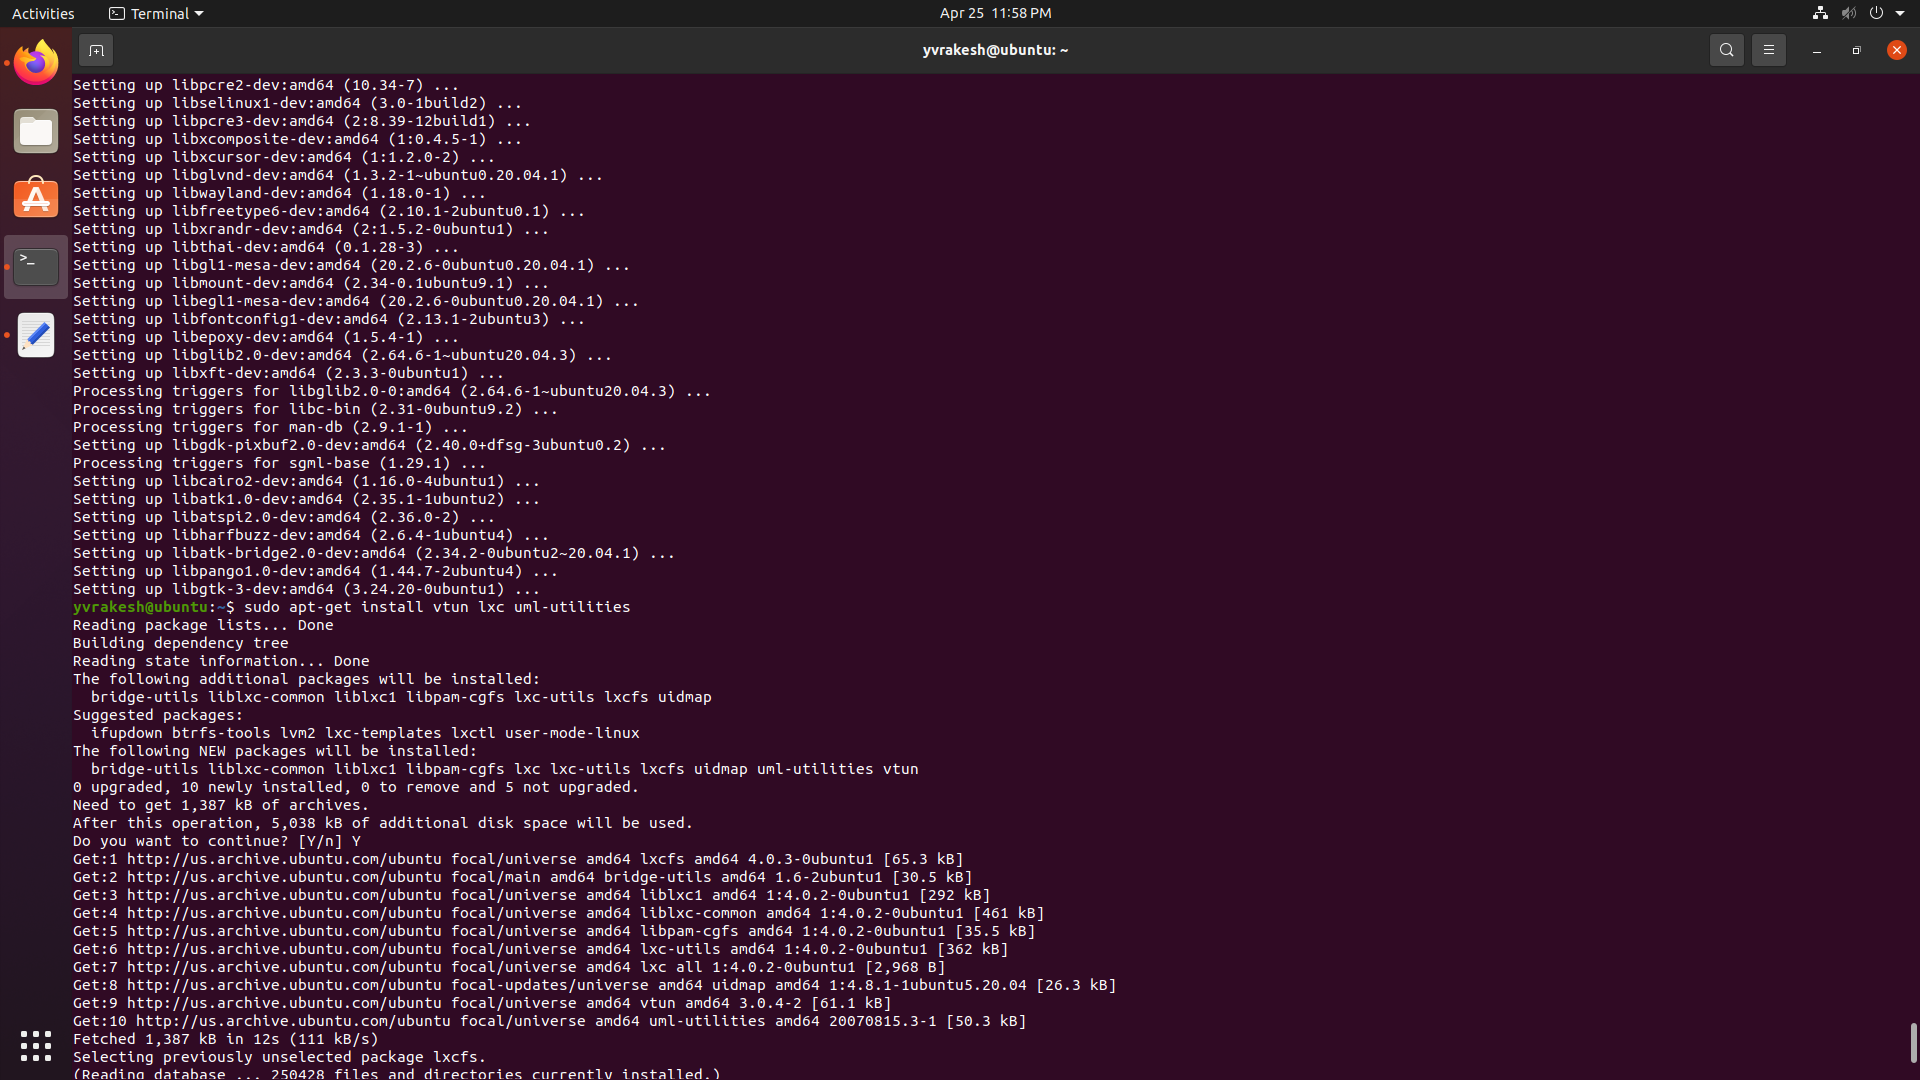 Activities
Terminal
Apr 25 11:58 PM
yvrakesh@ubuntu: ~
Setting up libpcre2-dev:amd64 (10.34-7) ...
Setting up libselinux1-dev:amd64 (3.0-1build2) ...
Setting up libpcre3-dev:amd64 (2:8.39-12build1) ...
Setting up libxcomposite-dev:amd64 (1:0.4.5-1) ...
Setting up libxcursor-dev:amd64 (1:1.2.0-2) ...
Setting up libglvnd-dev:amd64 (1.3.2-1~ubuntu0.20.04.1) ...
Setting up libwayland-dev:amd64 (1.18.0-1) ...
Setting up libfreetype6-dev:amd64 (2.10.1-2ubuntu0.1) ...
Setting up libxrandr-dev:amd64 (2:1.5.2-0ubuntu1) ...
Setting up libthai-dev:amd64 (0.1.28-3) ...
Setting up libgl1-mesa-dev:amd64 (20.2.6-0ubuntu0.20.04.1) ...
Setting up libmount-dev:amd64 (2.34-0.1ubuntu9.1) ...
Setting up libegl1-mesa-dev:amd64 (20.2.6-0ubuntu0.20.04.1) ...
Setting up libfontconfig1-dev:amd64 (2.13.1-2ubuntu3) ...
Setting up libepoxy-dev:amd64 (1.5.4-1) ...
Setting up libglib2.0-dev:amd64 (2.64.6-1~ubuntu20.04.3) ...
Setting up libxft-dev:amd64 (2.3.3-0ubuntu1) ...
Processing triggers for libglib2.0-0:amd64 (2.64.6-1~ubuntu20.04.3) ...
Processing triggers for libc-bin (2.31-0ubuntu9.2) ...
Processing triggers for man-db (2.9.1-1) ...
Setting up libgdk-pixbuf2.0-dev:amd64 (2.40.0+dfsg-3ubuntu0.2) ...
Processing triggers for sgml-base (1.29.1) ...
Setting up libcairo2-dev:amd64 (1.16.0-4ubuntu1) ...
Setting up libatk1.0-dev:amd64 (2.35.1-1ubuntu2) ...
Setting up libatspi2.0-dev:amd64 (2.36.0-2) ...
Setting up libharfbuzz-dev:amd64 (2.6.4-1ubuntu4) ...
Setting up libatk-bridge2.0-dev:amd64 (2.34.2-0ubuntu2~20.04.1) ...
Setting up libpango1.0-dev:amd64 (1.44.7-2ubuntu4) ...
Setting up libgtk-3-dev:amd64 (3.24.20-0ubuntu1) ...
yvrakesh@ubuntu:~$ sudo apt-get install vtun lxc uml-utilities
Reading package lists... Done
Building dependency tree
Reading state information... Done
The following additional packages will be installed:
  bridge-utils liblxc-common liblxc1 libpam-cgfs lxc-utils lxcfs uidmap
Suggested packages:
  ifupdown btrfs-tools lvm2 lxc-templates lxctl user-mode-linux
The following NEW packages will be installed:
  bridge-utils liblxc-common liblxc1 libpam-cgfs lxc lxc-utils lxcfs uidmap uml-utilities vtun
0 upgraded, 10 newly installed, 0 to remove and 5 not upgraded.
Need to get 1,387 kB of archives.
After this operation, 5,038 kB of additional disk space will be used.
Do you want to continue? [Y/n] Y
Get:1 http://us.archive.ubuntu.com/ubuntu focal/universe amd64 lxcfs amd64 4.0.3-0ubuntu1 [65.3 kB]
Get:2 http://us.archive.ubuntu.com/ubuntu focal/main amd64 bridge-utils amd64 1.6-2ubuntu1 [30.5 kB]
Get:3 http://us.archive.ubuntu.com/ubuntu focal/universe amd64 liblxc1 amd64 1:4.0.2-0ubuntu1 [292 kB]
Get:4 http://us.archive.ubuntu.com/ubuntu focal/universe amd64 liblxc-common amd64 1:4.0.2-0ubuntu1 [461 kB]
Get:5 http://us.archive.ubuntu.com/ubuntu focal/universe amd64 libpam-cgfs amd64 1:4.0.2-0ubuntu1 [35.5 kB]
Get:6 http://us.archive.ubuntu.com/ubuntu focal/universe amd64 lxc-utils amd64 1:4.0.2-0ubuntu1 [362 kB]
Get:7 http://us.archive.ubuntu.com/ubuntu focal/universe amd64 lxc all 1:4.0.2-0ubuntu1 [2,968 B]
Get:8 http://us.archive.ubuntu.com/ubuntu focal-updates/universe amd64 uidmap amd64 1:4.8.1-1ubuntu5.20.04 [26.3 kB]
Get:9 http://us.archive.ubuntu.com/ubuntu focal/universe amd64 vtun amd64 3.0.4-2 [61.1 kB]
Get:10 http://us.archive.ubuntu.com/ubuntu focal/universe amd64 uml-utilities amd64 20070815.3-1 [50.3 kB]
Fetched 1,387 kB in 12s (111 kB/s)
Selecting previously unselected package lxcfs.
(Reading database ... 250428 files and directories currently installed.)